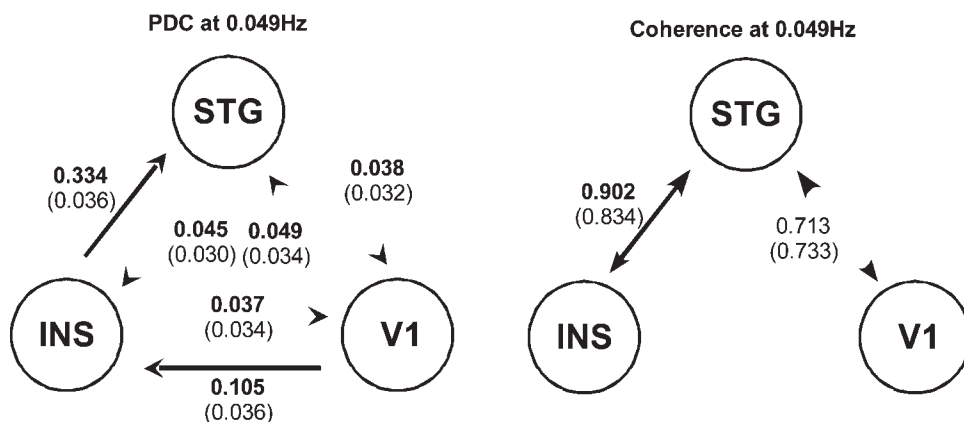 PDC at 0.049Hz
STG
0.334
(0.036)
0.038
(0.032)
0.045
(0.030)
0.049
(0.034)
INS
0.037
(0.034)
V1
0.105
(0.036)
Coherence at 0.049Hz
STG
0.902
(0.834)
0.713
(0.733)
INS
V1